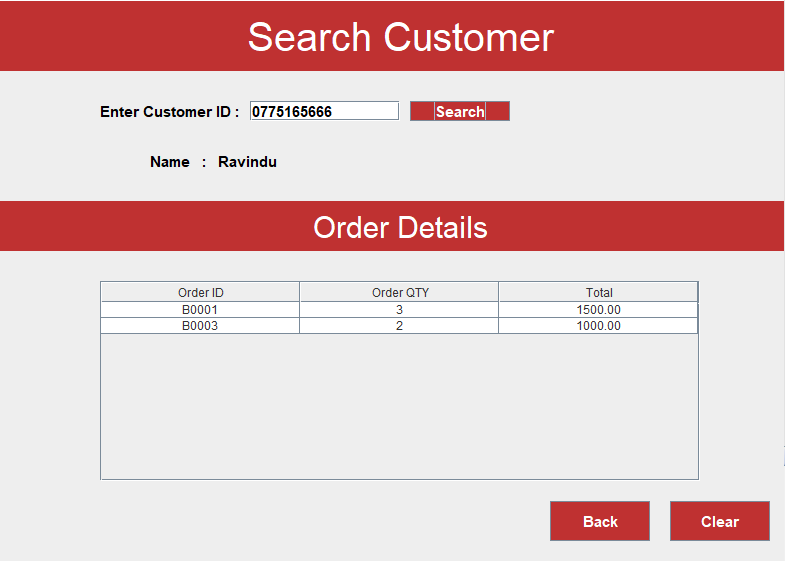 Search Customer
Enter Customer ID : 0775165666 Search
Name : Ravindu
Order Details
Order ID Order QTY Total
B0001 3 1500.00
B0003 2 1000.00
Back Clear